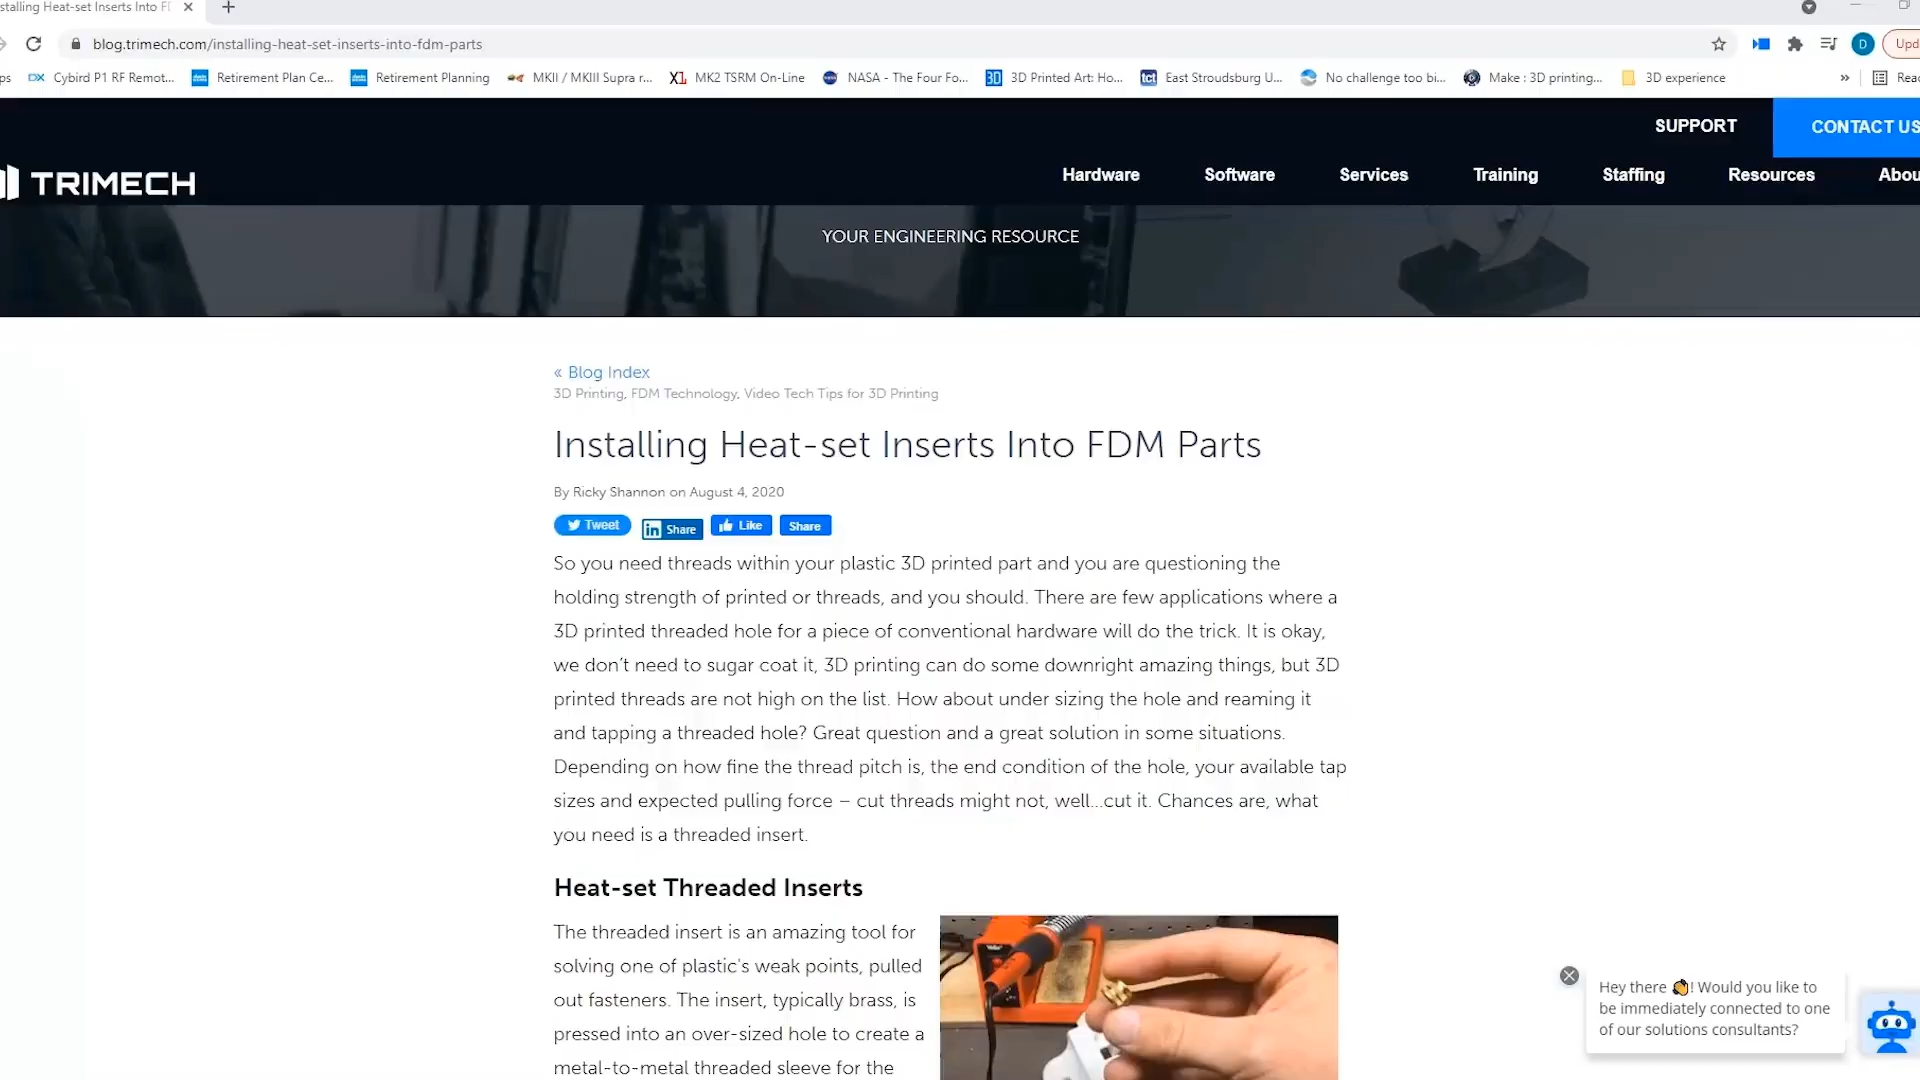 stalling Heat-set Inserts Into FD
blog.trimech.com/installing-heat-set-inserts-into-fdm-parts
D
Upd
ps
DX Cybird P1 RF Remot...
Retirement Plan Ce...
Retirement Planning
MKII / MKIII Supra r...
MK2 TSRM On-Line
NASA - The Four Fo...
3D 3D Printed Art: Ho...
tct East Stroudsburg U...
No challenge too bi...
Make : 3D printing...
3D experience
»
Rea
SUPPORT
CONTACT US
TRIMECH
Hardware
Software
Services
Training
Staffing
Resources
Abou
YOUR ENGINEERING RESOURCE
« Blog Index
3D Printing, FDM Technology, Video Tech Tips for 3D Printing
Installing Heat-set Inserts Into FDM Parts
By Ricky Shannon on August 4, 2020
Tweet
in Share
Like
Share
So you need threads within your plastic 3D printed part and you are questioning the
holding strength of printed or threads, and you should. There are few applications where a
3D printed threaded hole for a piece of conventional hardware will do the trick. It is okay,
we don't need to sugar coat it, 3D printing can do some downright amazing things, but 3D
printed threads are not high on the list. How about under sizing the hole and reaming it
and tapping a threaded hole? Great question and a great solution in some situations.
Depending on how fine the thread pitch is, the end condition of the hole, your available tap
sizes and expected pulling force – cut threads might not, well...cut it. Chances are, what
you need is a threaded insert.
Heat-set Threaded Inserts
The threaded insert is an amazing tool for
solving one of plastic's weak points, pulled
out fasteners. The insert, typically brass, is
pressed into an over-sized hole to create a
metal-to-metal threaded sleeve for the
Hey there 👋! Would you like to
be immediately connected to one
of our solutions consultants?